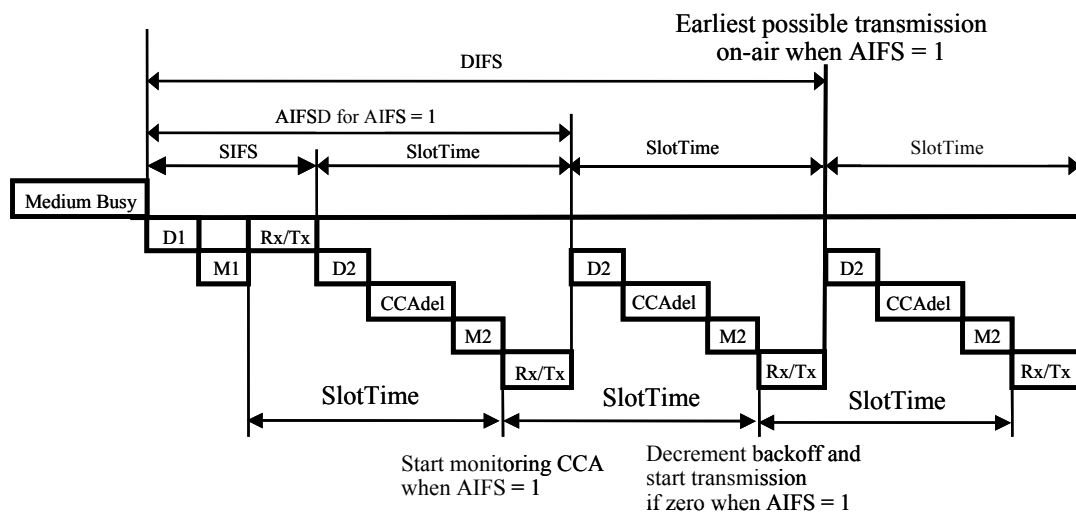 Earliest possible transmission
on-air when AIFS = 1
DIFS
AIFSD for AIFS = 1
SIFS
SlotTime
SlotTime
SlotTime
Medium Busy
D1
Rx/Tx
M1
D2
D2
D2
CCAdel
CCAdel
CCAdel
M2
M2
M2
Rx/Tx
Rx/Tx
Rx/Tx
SlotTime
SlotTime
SlotTime
Start monitoring CCA
when AIFS = 1
Decrement backoff and
start transmission
if zero when AIFS = 1